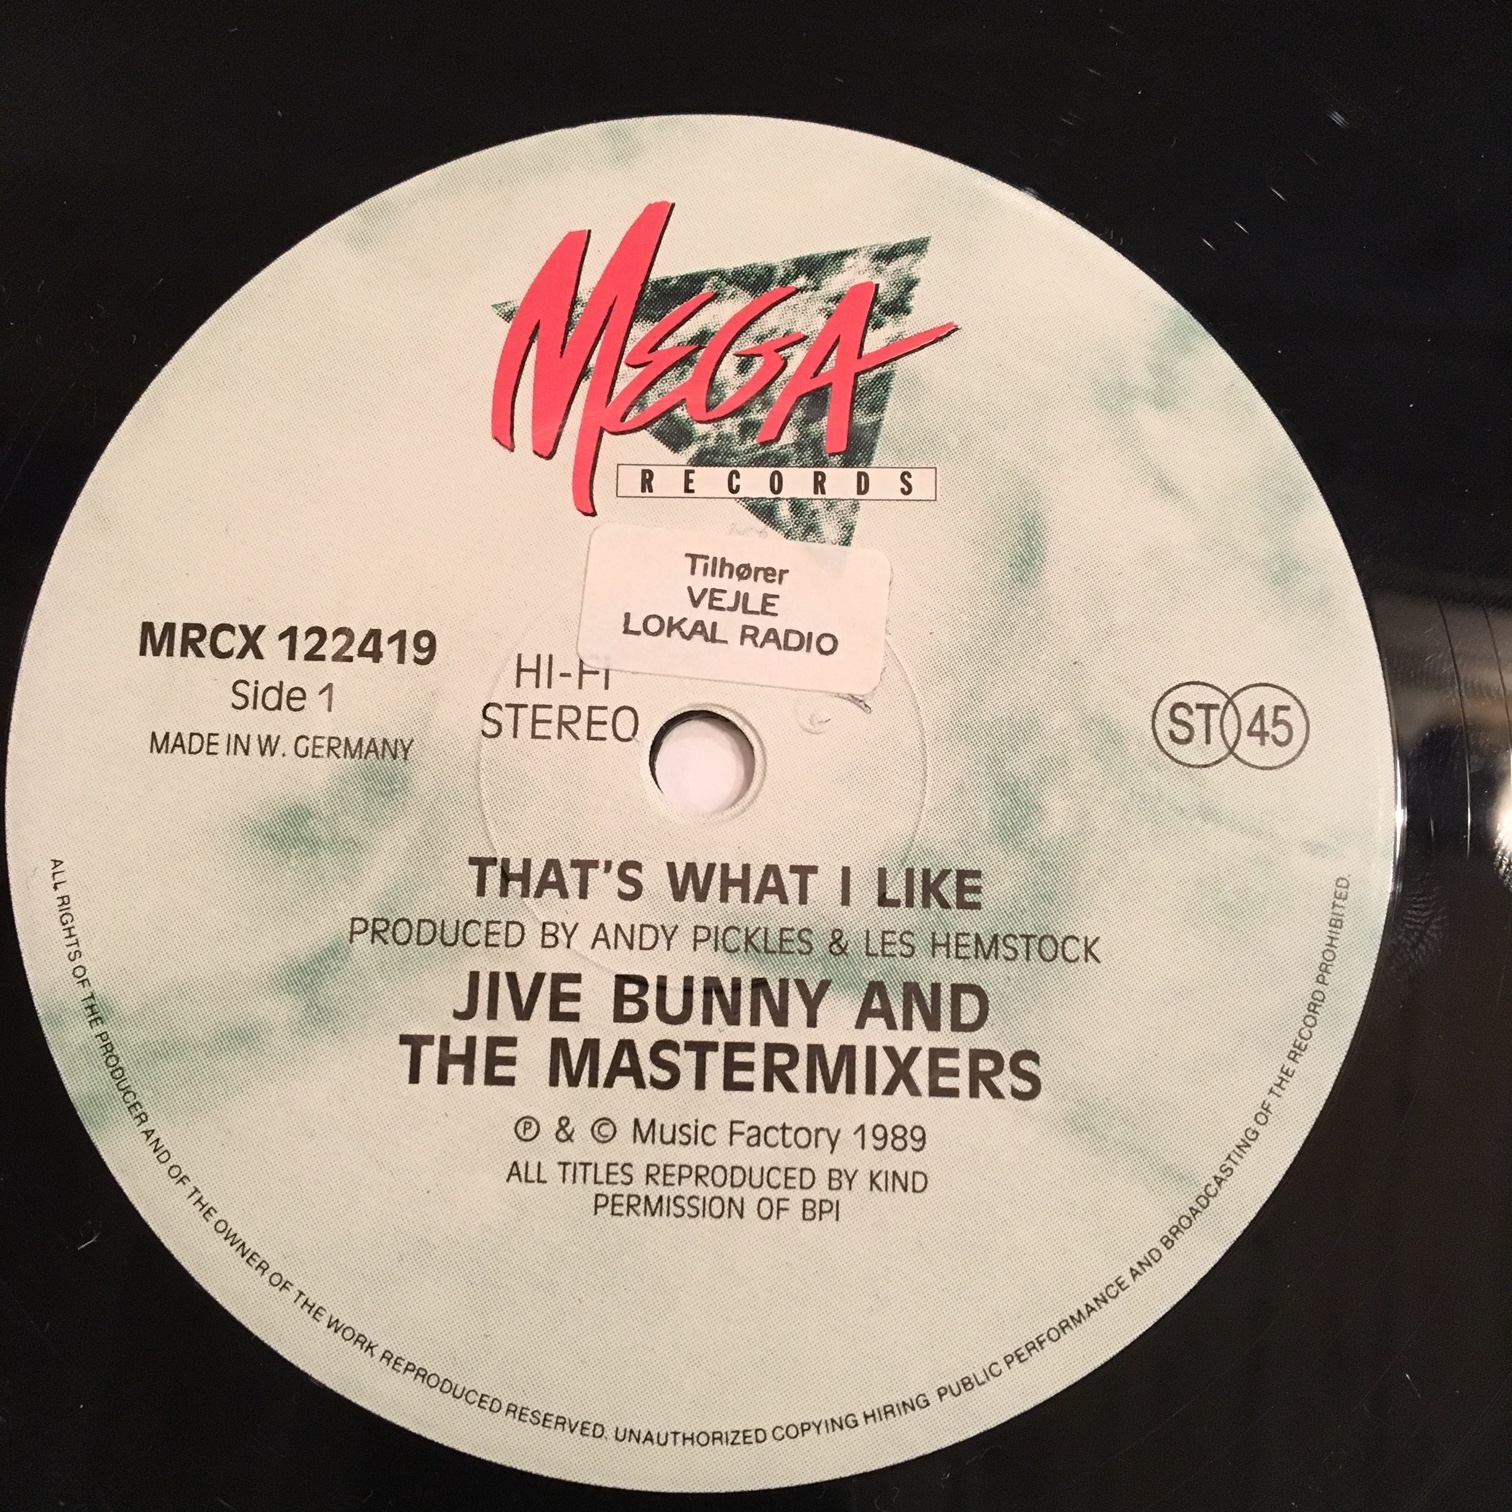 MEGA
RECORDS
Tilhører
VEJLE
LOKAL RADIO
MRCX 122419
Side 1
MADE IN W. GERMANY
HI-FI
STEREO
ST 45
THAT'S WHAT I LIKE
PRODUCED BY ANDY PICKLES & LES HEMSTOCK
JIVE BUNNY AND
THE MASTERMIXERS
℗ & © Music Factory 1989
ALL TITLES REPRODUCED BY KIND
PERMISSION OF BPI
ALL RIGHTS OF THE PRODUCER AND OF THE OWNER OF THE WORK REPRODUCED RESERVED. UNAUTHORIZED COPYING HIRING PUBLIC PERFORMANCE AND BROADCASTING OF THE RECORD PROHIBITED.